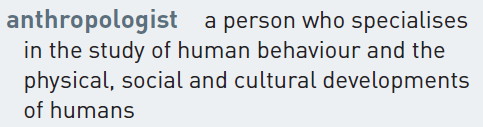 anthropologist a person who specialises
in the study of human behaviour and the
physical, social and cultural developments
of humans